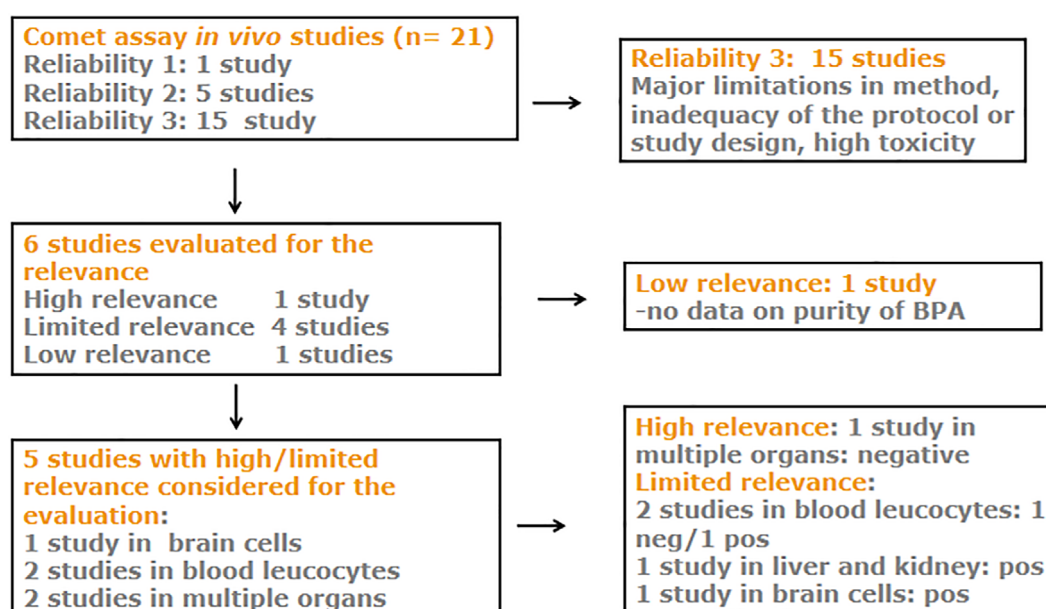 Comet assay in vivo studies (n= 21)
Reliability 1: 1 study
Reliability 2: 5 studies
Reliability 3: 15 study
Reliability 3: 15 studies
Major limitations in method,
inadequacy of the protocol or
study design, high toxicity
6 studies evaluated for the
relevance
High relevance 1 study
Limited relevance 4 studies
Low relevance 1 studies
Low relevance: 1 study
-no data on purity of BPA
5 studies with high/limited
relevance considered for the
evaluation:
1 study in brain cells
2 studies in blood leucocytes
2 studies in multiple organs
High relevance: 1 study in
multiple organs: negative
Limited relevance:
2 studies in blood leucocytes: 1
neg/1 pos
1 study in liver and kidney: pos
1 study in brain cells: pos